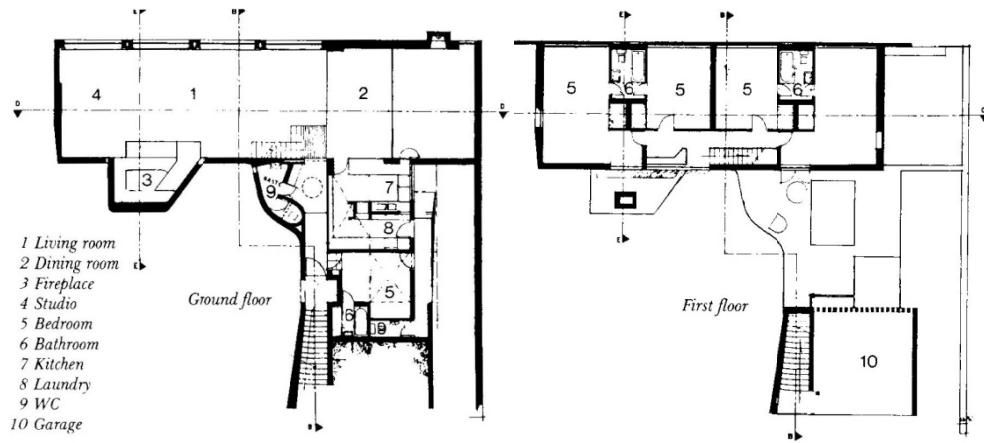 E
B
E
B
4
1
2
5
6
5
5
6
D
D
D
3
9
7
8
5
6
9
E
E
B
B
10
1 Living room
2 Dining room
3 Fireplace
4 Studio
5 Bedroom
6 Bathroom
7 Kitchen
8 Laundry
9 WC
10 Garage
Ground floor
First floor